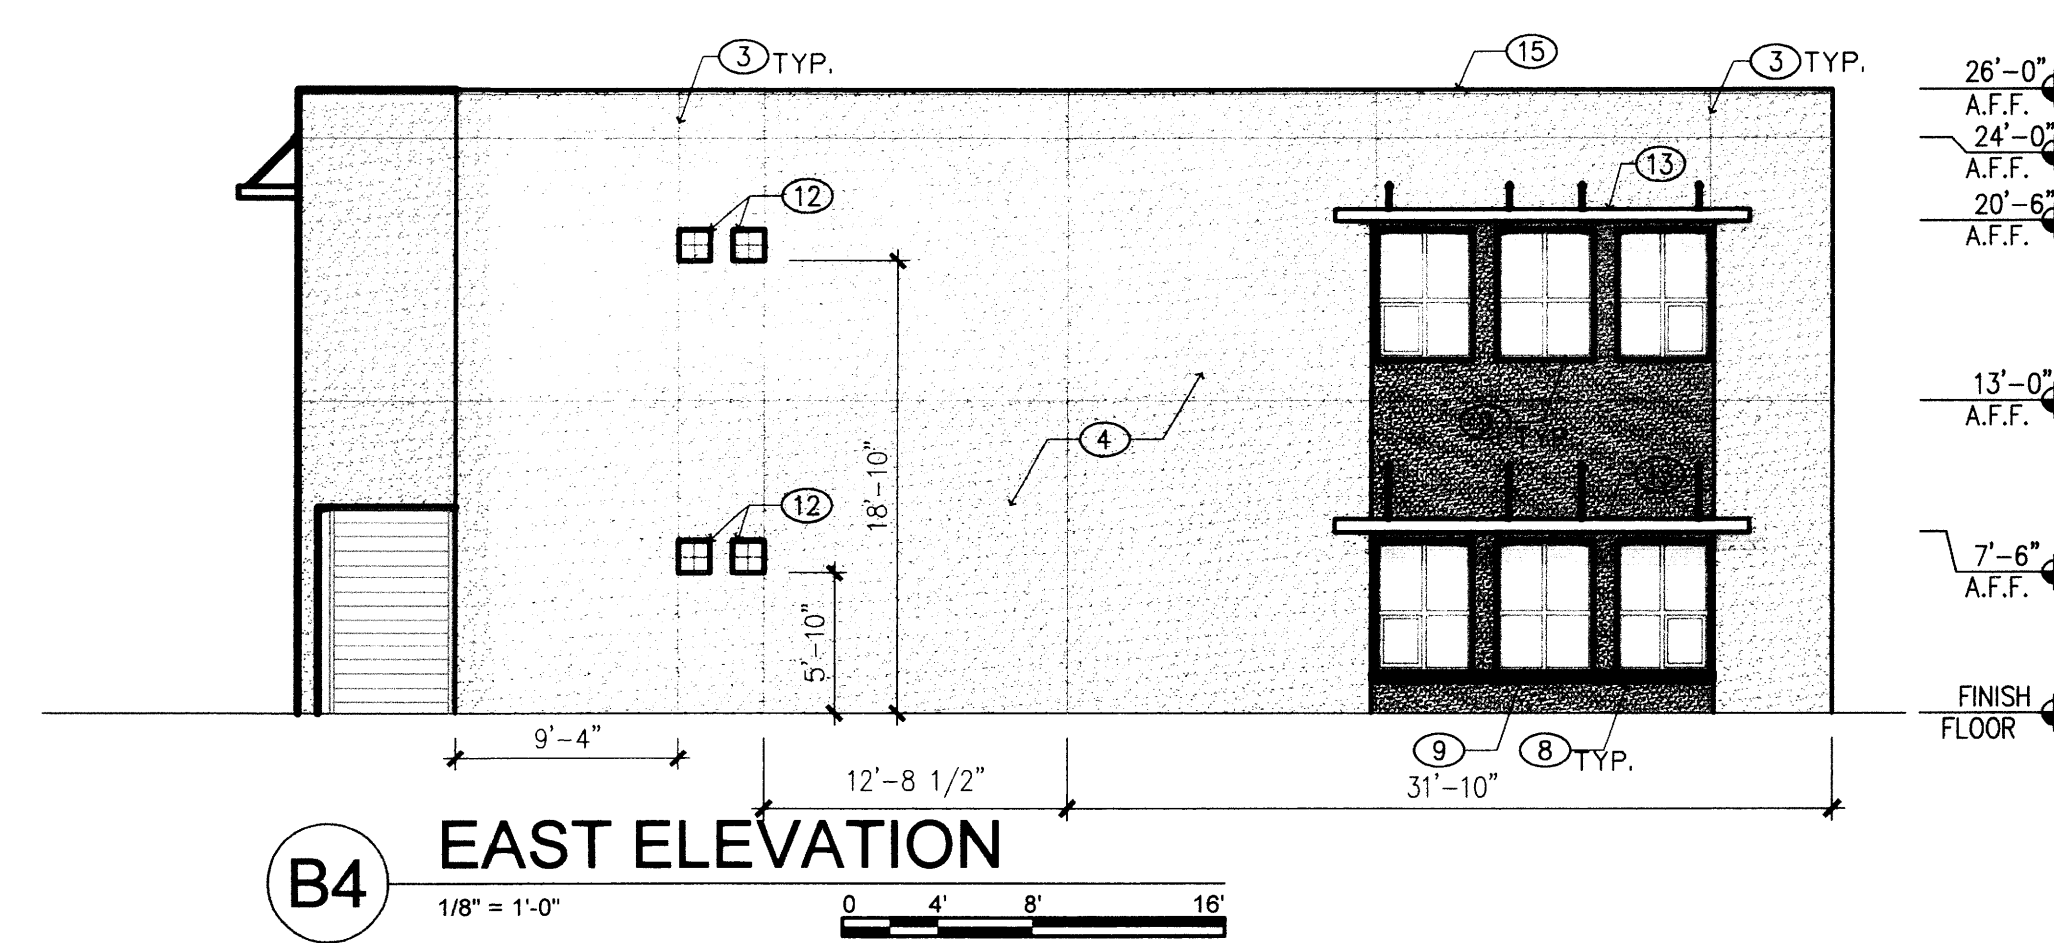 3 TYP.
15
3 TYP.
26'-0"
A.F.F.
24'-0"
A.F.F.
13
12
20'-6"
A.F.F.
13'-0"
A.F.F.
4
TYP.
18'-10"
12
7'-6"
A.F.F.
5'-10"
FINISH
FLOOR
9'-4"
9
8 TYP.
12'-8 1/2"
31'-10"
B4
EAST ELEVATION
1/8" = 1'-0"
0 4' 8' 16'